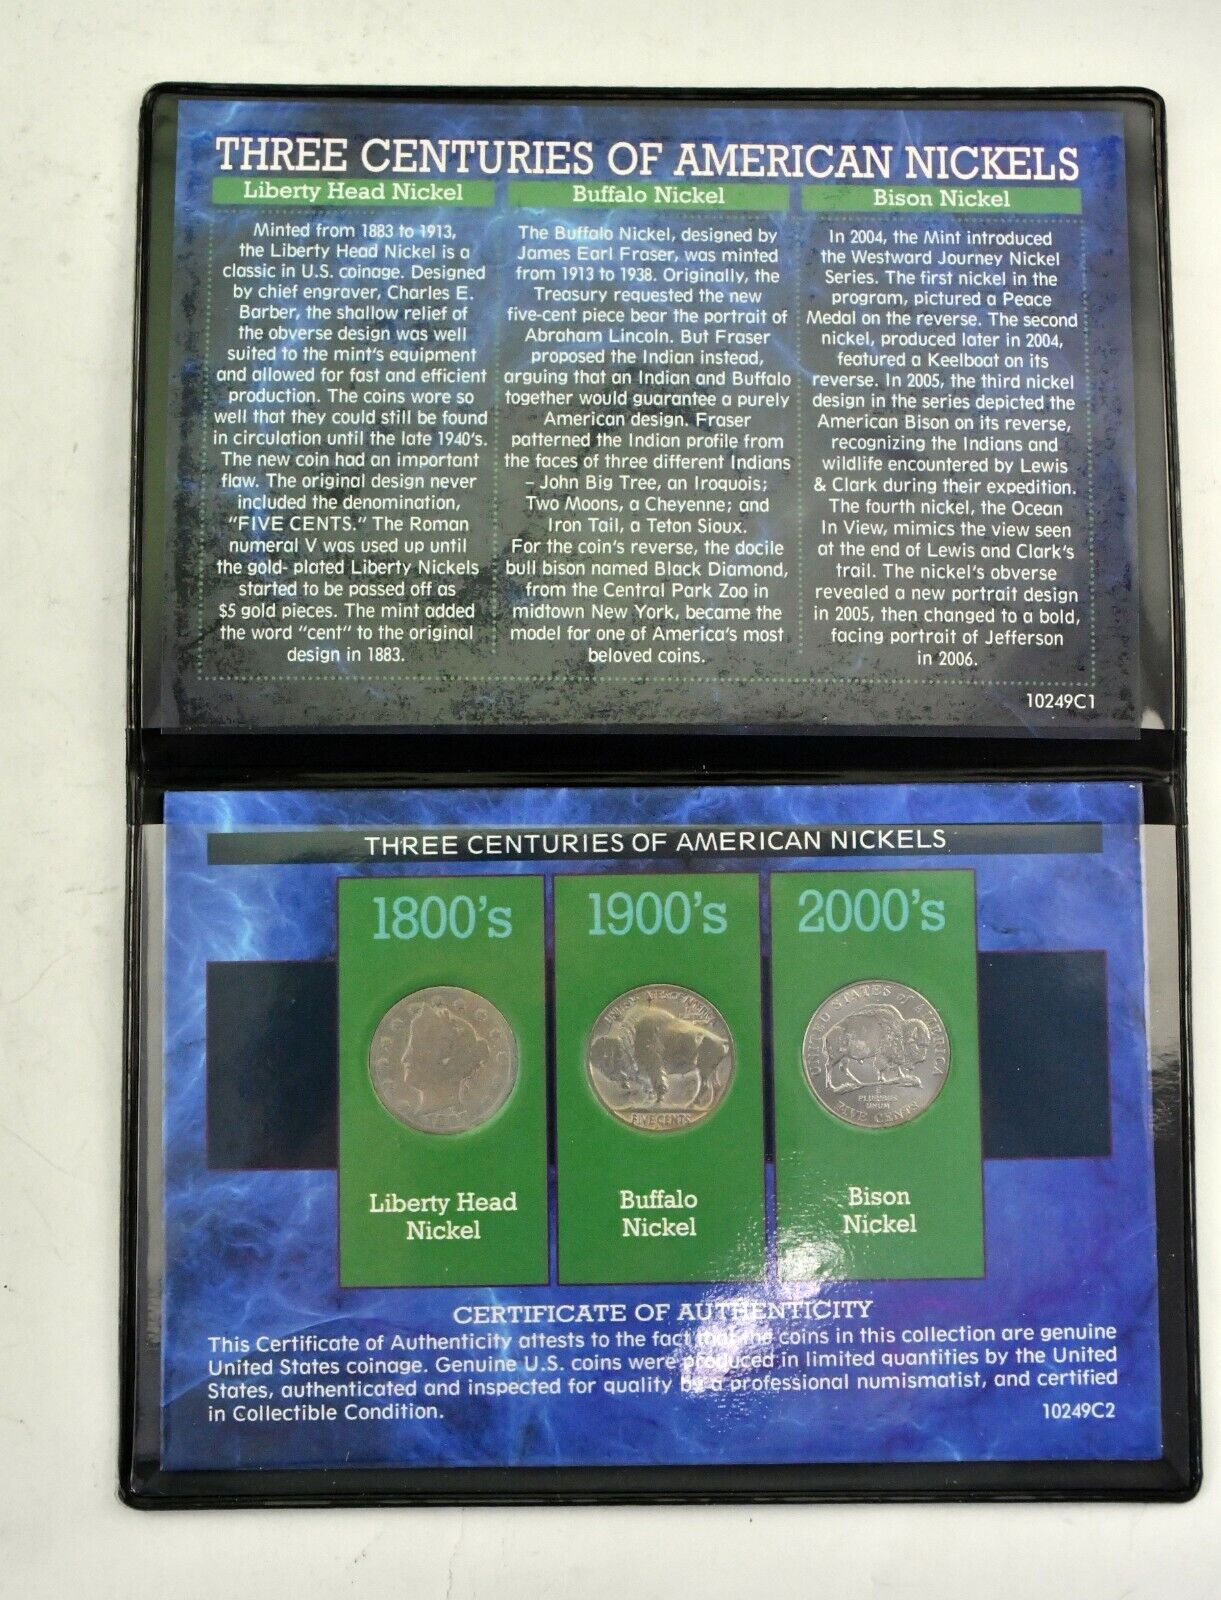 THREE CENTURIES OF AMERICAN NICKELS
Liberty Head Nickel
Minted from 1883 to 1913,
the Liberty Head Nickel is a
classic in U.S. coinage. Designed
by chief engraver, Charles E.
Barber, the shallow relief of
the obverse design was well
suited to the mint's equipment
and allowed for fast and efficient
production. The coins wore so
well that they could still be found
in circulation until the late 1940's.
The new coin had an important
flaw. The original design never
included the denomination,
"FIVE CENTS." The Roman
numeral V was used up until
the gold- plated Liberty Nickels
started to be passed off as
$5 gold pieces. The mint added
the word "cent" to the original
design in 1883.
Buffalo Nickel
The Buffalo Nickel, designed by
James Earl Fraser, was minted
from 1913 to 1938. Originally, the
Treasury requested the new
five-cent piece bear the portrait of
Abraham Lincoln. But Fraser
proposed the Indian instead,
arguing that an Indian and Buffalo
together would guarantee a purely
American design. Fraser
patterned the Indian profile from
the faces of three different Indians
– John Big Tree, an Iroquois;
Two Moons, a Cheyenne; and
Iron Tail, a Teton Sioux.
For the coin's reverse, the docile
bull bison named Black Diamond,
from the Central Park Zoo in
midtown New York, became the
model for one of America's most
beloved coins.
Bison Nickel
In 2004, the Mint introduced
the Westward Journey Nickel
Series. The first nickel in the
program, pictured a Peace
Medal on the reverse. The second
nickel, produced later in 2004,
featured a Keelboat on its
reverse. In 2005, the third nickel
design in the series depicted the
American Bison on its reverse,
recognizing the Indians and
wildlife encountered by Lewis
& Clark during their expedition.
The fourth nickel, the Ocean
In View, mimics the view seen
at the end of Lewis and Clark's
trail. The nickel's obverse
revealed a new portrait design
in 2005, then changed to a bold,
facing portrait of Jefferson
in 2006.
10249C1
THREE CENTURIES OF AMERICAN NICKELS
1800's
1900's
2000's
FIVE CENTS
UNITED STATES of AMERICA
PLURIBUS
UNUM
FIVE CENTS
Liberty Head
Nickel
Buffalo
Nickel
Bison
Nickel
CERTIFICATE OF AUTHENTICITY
This Certificate of Authenticity attests to the fact that the coins in this collection are genuine
United States coinage. Genuine U.S. coins were produced in limited quantities by the United
States, authenticated and inspected for quality by a professional numismatist, and certified
in Collectible Condition.
10249C2